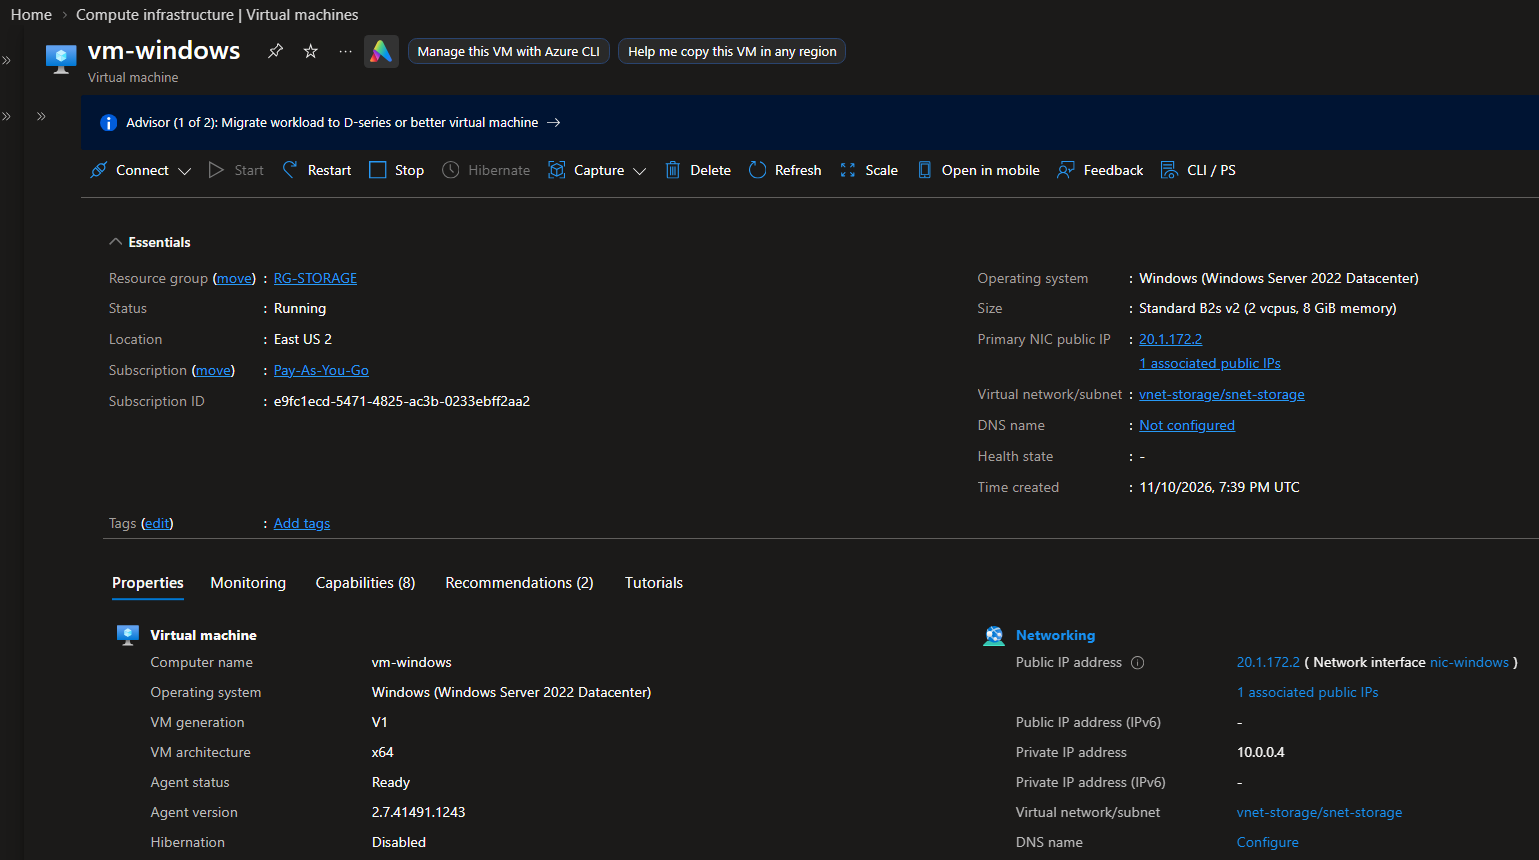 Home > Compute infrastructure | Virtual machines
vm-windows
Manage this VM with Azure CLI
Help me copy this VM in any region
Virtual machine
Advisor (1 of 2): Migrate workload to D-series or better virtual machine →
Connect
Start
Restart
Stop
Hibernate
Capture
Delete
Refresh
Scale
Open in mobile
Feedback
CLI / PS
Essentials
Resource group (move) : RG-STORAGE
Status : Running
Location : East US 2
Subscription (move) : Pay-As-You-Go
Subscription ID : e9fc1ecd-5471-4825-ac3b-0233ebff2aa2
Operating system : Windows (Windows Server 2022 Datacenter)
Size : Standard B2s v2 (2 vcpus, 8 GiB memory)
Primary NIC public IP : 20.1.172.2
1 associated public IPs
Virtual network/subnet : vnet-storage/snet-storage
DNS name : Not configured
Health state : -
Time created : 11/10/2026, 7:39 PM UTC
Tags (edit) : Add tags
Properties
Monitoring
Capabilities (8)
Recommendations (2)
Tutorials
Virtual machine
Computer name vm-windows
Operating system Windows (Windows Server 2022 Datacenter)
VM generation V1
VM architecture x64
Agent status Ready
Agent version 2.7.41491.1243
Hibernation Disabled
Networking
Public IP address 20.1.172.2 ( Network interface nic-windows )
1 associated public IPs
Public IP address (IPv6) -
Private IP address 10.0.0.4
Private IP address (IPv6) -
Virtual network/subnet vnet-storage/snet-storage
DNS name Configure